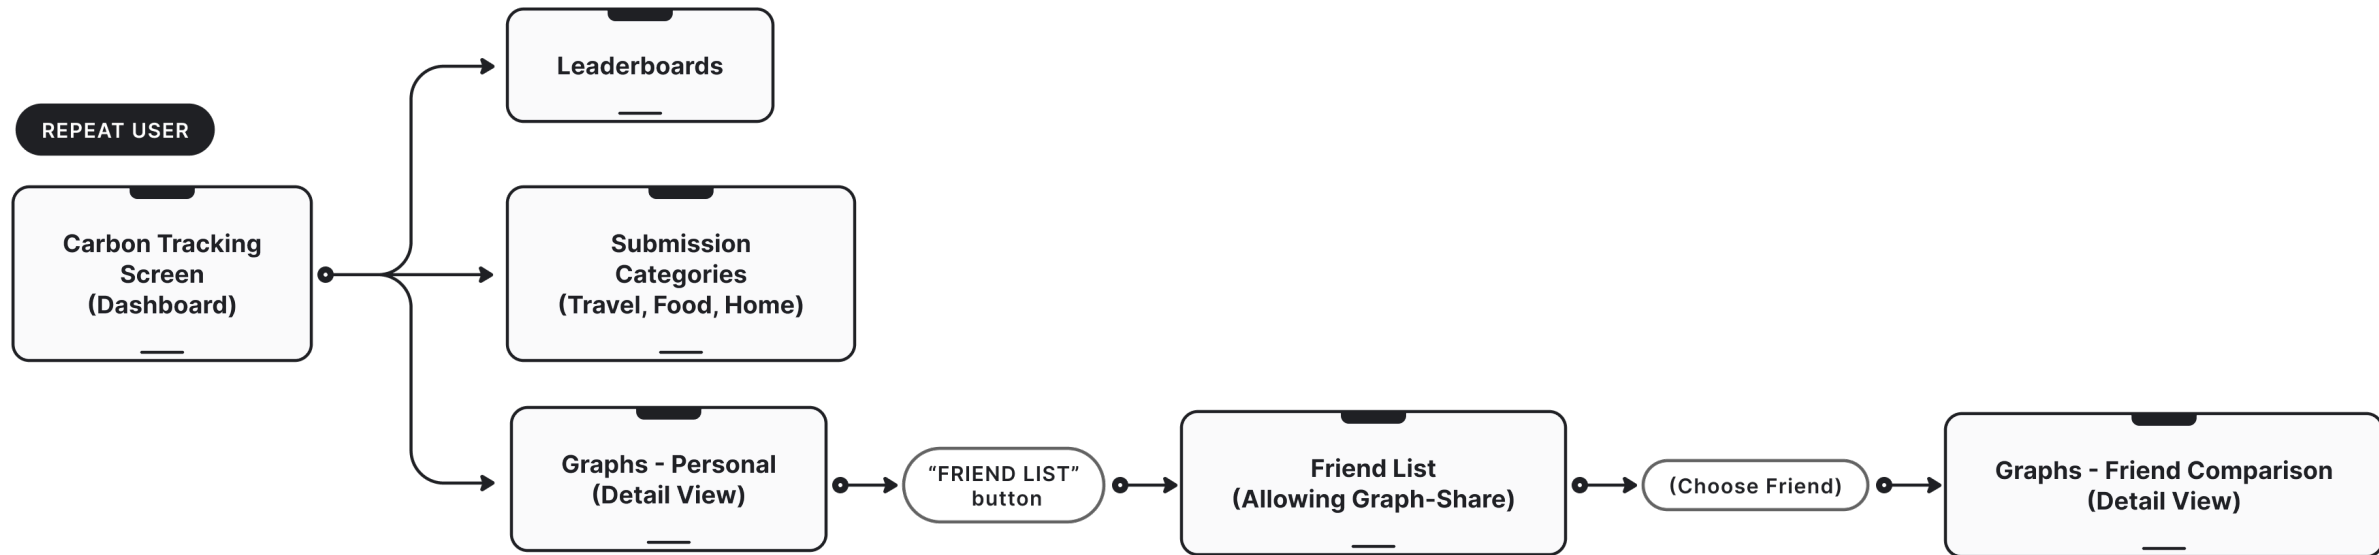 Leaderboards
REPEAT USER
Carbon Tracking
Screen
(Dashboard)
Submission
Categories
(Travel, Food, Home)
Graphs - Personal
(Detail View)
“FRIEND LIST”
button
Friend List
(Allowing Graph-Share)
(Choose Friend)
Graphs - Friend Comparison
(Detail View)